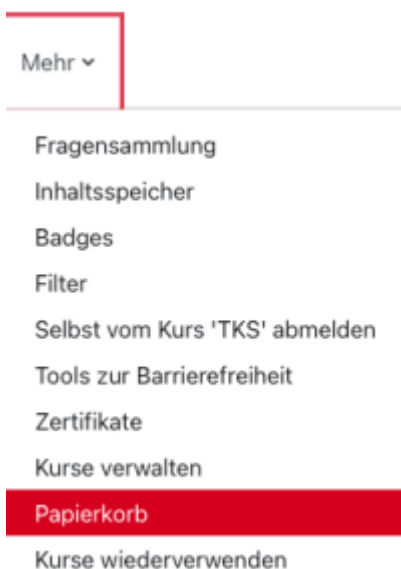 Mehr
Fragensammlung
Inhaltsspeicher
Badges
Filter
Selbst vom Kurs 'TKS' abmelden
Tools zur Barrierefreiheit
Zertifikate
Kurse verwalten
Papierkorb
Kurse wiederverwenden